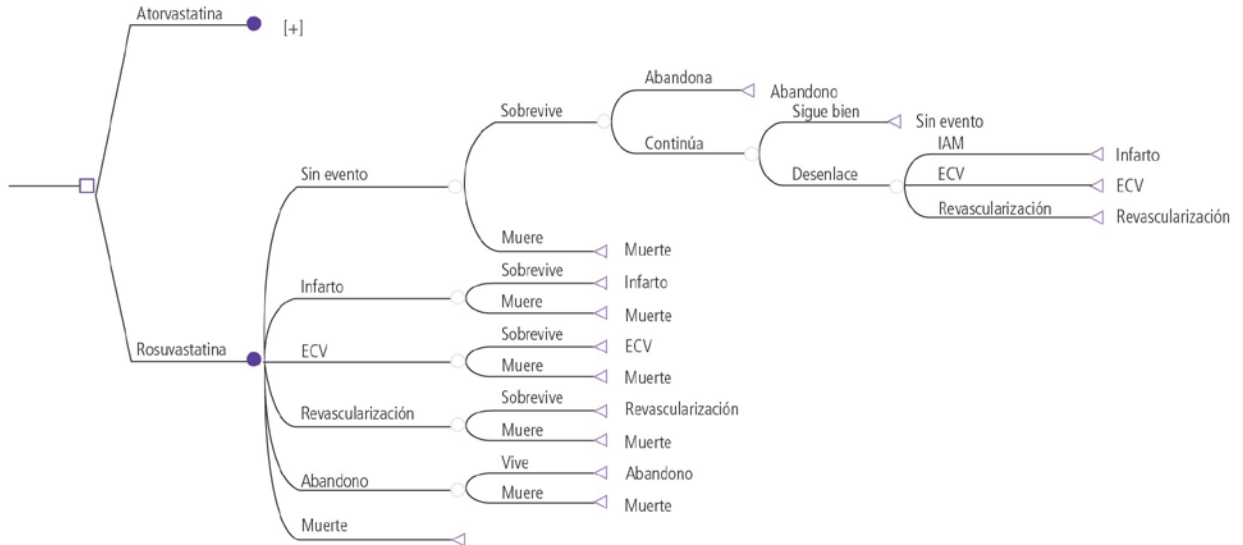 Atorvastatina
[+]
Abandona
Abandono
Sobrevive
Sigue bien
Sin evento
Continúa
IAM
Infarto
Sin evento
Desenlace
ECV
ECV
Revascularización
Revascularización
Muere
Muerte
Sobrevive
Infarto
Infarto
Muere
Muerte
Sobrevive
ECV
Rosuvastatina
ECV
Muere
Muerte
Sobrevive
Revascularización
Revascularización
Muere
Muerte
Vive
Abandono
Abandono
Muere
Muerte
Muerte